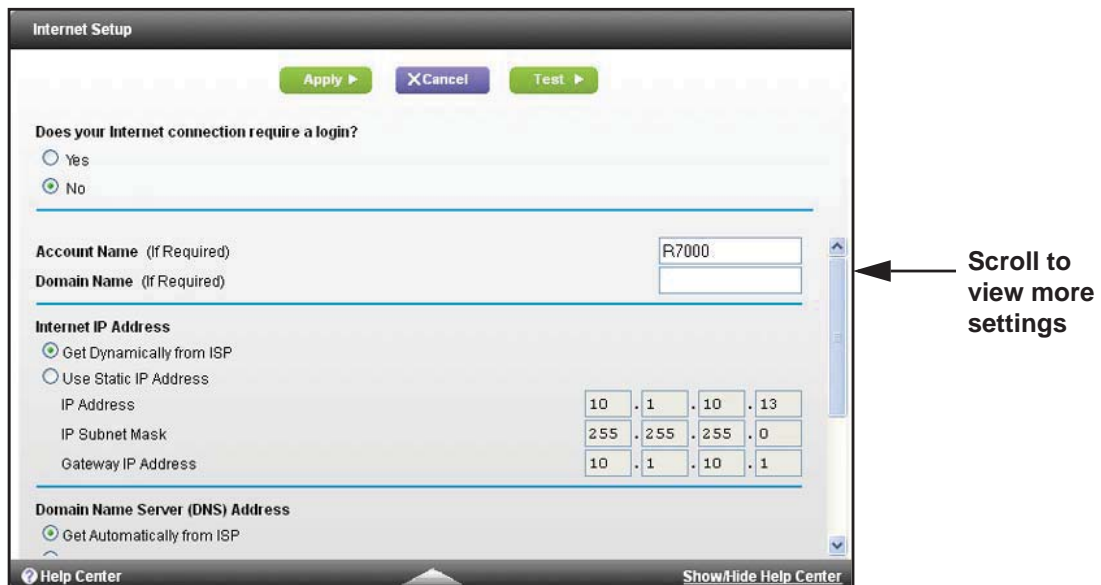 Internet Setup
Apply
Cancel
Test
Does your Internet connection require a login?
Yes
No
Account Name (If Required)
R7000
Domain Name (If Required)
Scroll to
view more
settings
Internet IP Address
Get Dynamically from ISP
Use Static IP Address
IP Address 10 . 1 . 10 . 13
IP Subnet Mask 255 . 255 . 255 . 0
Gateway IP Address 10 . 1 . 10 . 1
Domain Name Server (DNS) Address
Get Automatically from ISP
? Help Center
Show/Hide Help Center